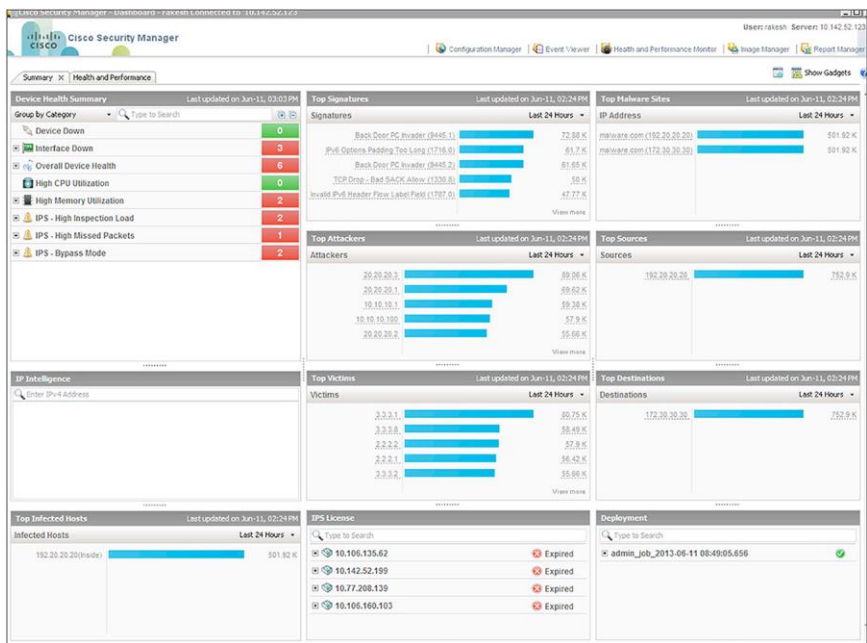 Cisco Security Manager - Dashboard - rakesh Connected to '10.142.52.123'
CISCO
Cisco Security Manager
User: rakesh Server: 10.142.52.123
Configuration Manager | Event Viewer | Health and Performance Monitor | Image Manager | Report Manager
Summary Health and Performance
Show Gadgets
Device Health Summary Last updated on Jun-11, 03:03 PM
Group by Category Type to Search
Device Down 0
Interface Down 3
Overall Device Health 6
High CPU Utilization 0
High Memory Utilization 2
IPS - High Inspection Load 2
IPS - High Missed Packets 1
IPS - Bypass Mode 2
Top Signatures Last updated on Jun-11, 02:24 PM
Signatures Last 24 Hours
Back Door PC Invader (9445.1) 72.88 K
IPv6 Options Padding Too Long (1716.0) 61.7 K
Back Door PC Invader (9445.2) 61.65 K
TCP Drop - Bad SACK Allow (1330.8) 50 K
Invalid IPv6 Header Flow Label Field (1707.0) 47.77 K
View more
Top Malware Sites Last updated on Jun-11, 02:24 PM
IP Address Last 24 Hours
malware.com (192.20.20.20) 501.92 K
malware.com (172.30.30.30) 501.92 K
Top Attackers Last updated on Jun-11, 02:24 PM
Attackers Last 24 Hours
20.20.20.3
20.20.20.1 69.62 K
10.10.10.1 59.38 K
10.10.10.100 57.9 K
20.20.20.2 55.66 K
View more
Top Sources Last updated on Jun-11, 02:24 PM
Sources Last 24 Hours
192.20.20.20 752.9 K
IP Intelligence
Enter IPv4 Address
Top Victims Last updated on Jun-11, 02:24 PM
Victims Last 24 Hours
3.3.3.1
3.3.3.8 58.49 K
2.2.2.2 57.9 K
2.2.2.1 56.42 K
3.3.3.2 55.66 K
View more
Top Destinations Last updated on Jun-11, 02:24 PM
Destinations Last 24 Hours
172.30.30.30 752.9 K
Top Infected Hosts Last updated on Jun-11, 02:24 PM
Infected Hosts Last 24 Hours
192.20.20.20(inside) 501.92 K
IPS License
Type to Search
10.106.135.62 Expired
10.142.52.199 Expired
10.77.208.139 Expired
10.106.160.103 Expired
Deployment
Type to Search
admin_job_2013-06-11 08:49:05.656